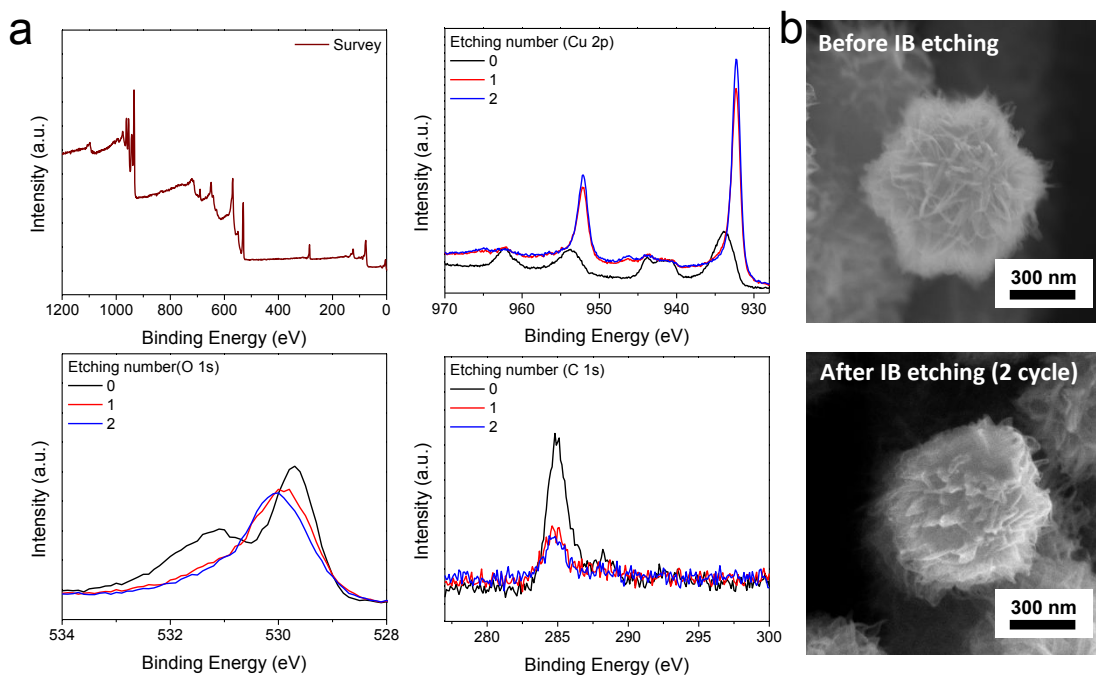 a
Survey
Intensity (a.u.)
1200 1000 800 600 400 200 0
Binding Energy (eV)
Etching number (Cu 2p)
0
1
2
Intensity (a.u.)
970 960 950 940 930
Binding Energy (eV)
Etching number(O 1s)
0
1
2
Intensity (a.u.)
534 532 530 528
Binding Energy (eV)
Etching number (C 1s)
0
1
2
Intensity (a.u.)
280 285 290 295 300
Binding Energy (eV)
b
Before IB etching
300 nm
After IB etching (2 cycle)
300 nm